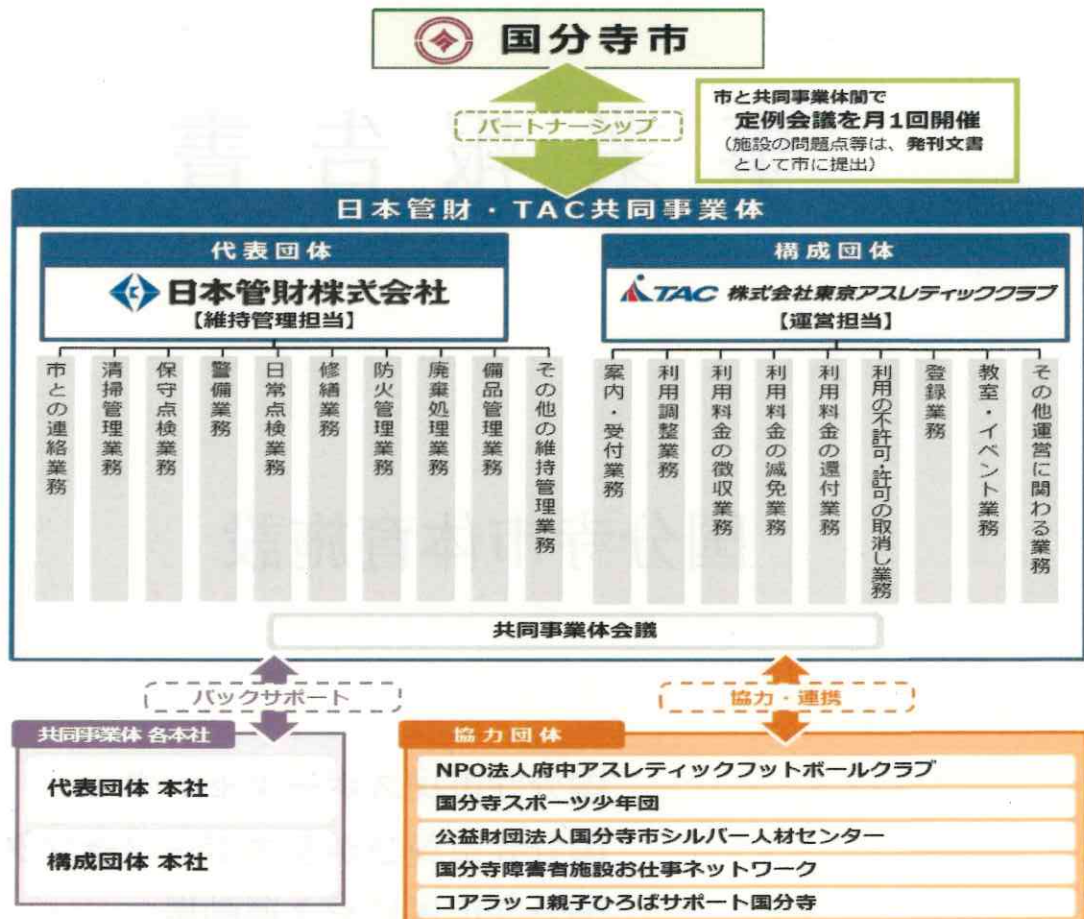 国分寺市
パートナーシップ
市と共同事業体間で
定例会議を月1回開催
(施設の問題点等は、発刊文書
として市に提出)
日本管財・TAC共同事業体
代表団体
日本管財株式会社
【維持管理担当】
市との連絡業務
清掃管理業務
保守点検業務
警備業務
日常点検業務
修繕業務
防火管理業務
廃棄処理業務
備品管理業務
その他の維持管理業務
構成団体
TAC 株式会社東京アスレティッククラブ
【運営担当】
案内・受付業務
利用調整業務
利用料金の徴収業務
利用料金の減免業務
利用料金の還付業務
利用の不許可・許可の取消し業務
登録業務
教室・イベント業務
その他運営に関わる業務
共同事業体会議
バックサポート
協力・連携
共同事業体 各本社
代表団体 本社
構成団体 本社
協力団体
NPO法人府中アスレティックフットボールクラブ
国分寺スポーツ少年団
公益財団法人国分寺市シルバー人材センター
国分寺障害者施設お仕事ネットワーク
コアラッコ親子ひろばサポート国分寺